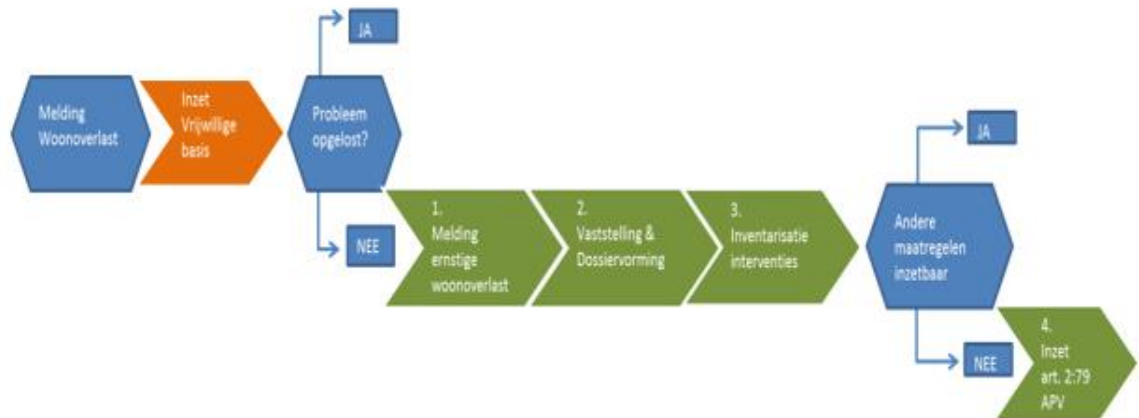 Melding
Woonoverlast
Inzet
Vrijwillige
basis
JA
Probleem
opgelost?
NEE
1.
Melding
ernstige
woonoverlast
2.
Vaststelling &
Dossiervorming
3.
Inventarisatie
interventies
JA
Andere
maatregelen
inzetbaar
NEE
4.
Inzet
art. 2:79
APV